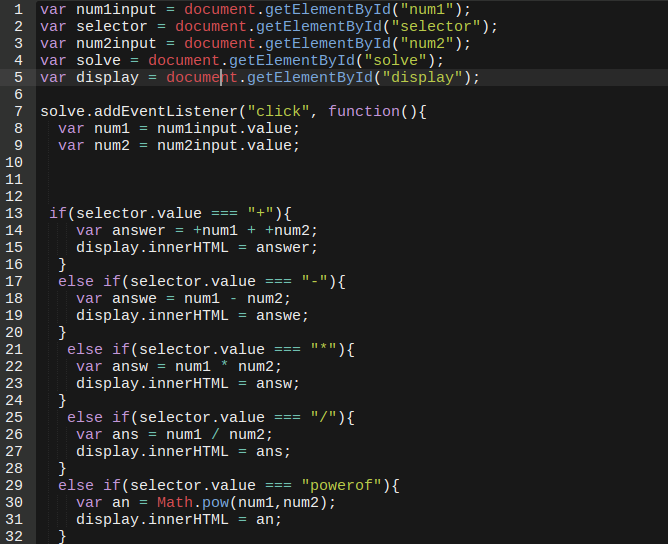 1 var num1input = document.getElementById("num1");
2 var selector = document.getElementById("selector");
3 var num2input = document.getElementById("num2");
4 var solve = document.getElementById("solve");
5 var display = document.getElementById("display");
6
7 solve.addEventListener("click", function(){
8   var num1 = num1input.value;
9   var num2 = num2input.value;
10
11
12
13  if(selector.value === "+"){
14     var answer = +num1 + +num2;
15     display.innerHTML = answer;
16   }
17   else if(selector.value === "-"){
18     var answe = num1 - num2;
19     display.innerHTML = answe;
20   }
21    else if(selector.value === "*"){
22     var answ = num1 * num2;
23     display.innerHTML = answ;
24   }
25    else if(selector.value === "/"){
26     var ans = num1 / num2;
27     display.innerHTML = ans;
28   }
29   else if(selector.value === "powerof"){
30     var an = Math.pow(num1,num2);
31     display.innerHTML = an;
32   }